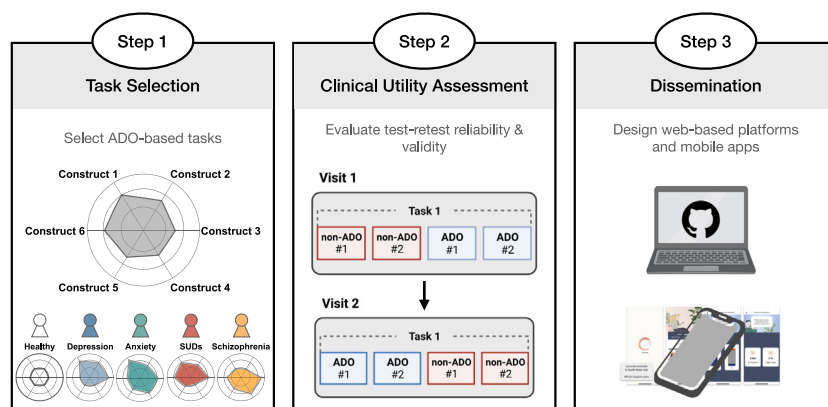 Step 1
Task Selection
Select ADO-based tasks
Construct 1
Construct 2
Construct 6
Construct 3
Construct 5
Construct 4
Healthy
Depression
Anxiety
SUDs
Schizophrenia
Step 2
Clinical Utility Assessment
Evaluate test-retest reliability &
validity
Visit 1
Task 1
non-ADO
#1
non-ADO
#2
ADO
#1
ADO
#2
Visit 2
Task 1
ADO
#1
ADO
#2
non-ADO
#1
non-ADO
#2
Step 3
Dissemination
Design web-based platforms
and mobile apps